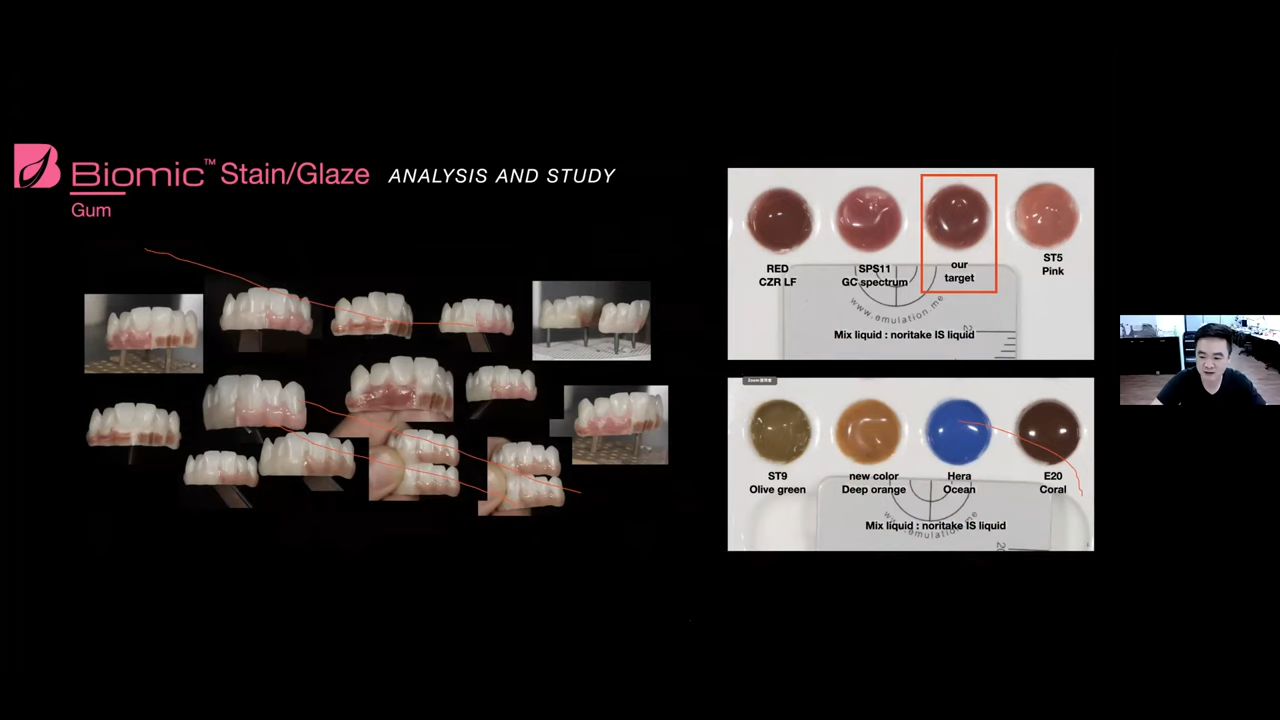 Biomic™ Stain/Glaze ANALYSIS AND STUDY
Gum
RED
CZR LF
SPS11
GC spectrum
our
target
ST5
Pink
www.emulation.me
Mix liquid : noritake IS liquid
ST9
Olive green
new color
Deep orange
Hera
Ocean
E20
Coral
www.emulation.me
Mix liquid : noritake IS liquid